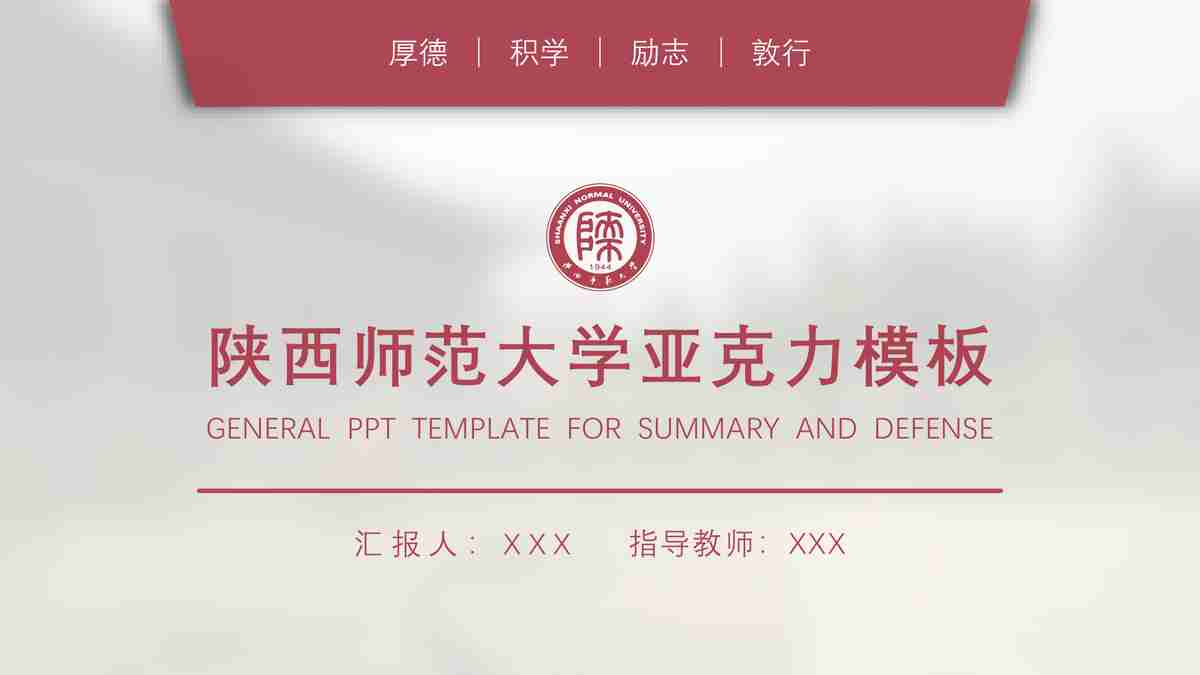 厚德 | 积学 | 励志 | 敦行
SHAANXI NORMAL UNIVERSITY
1944
陕西师范大学
陕西师范大学亚克力模板
GENERAL PPT TEMPLATE FOR SUMMARY AND DEFENSE
汇报人：XXX 指导教师：XXX